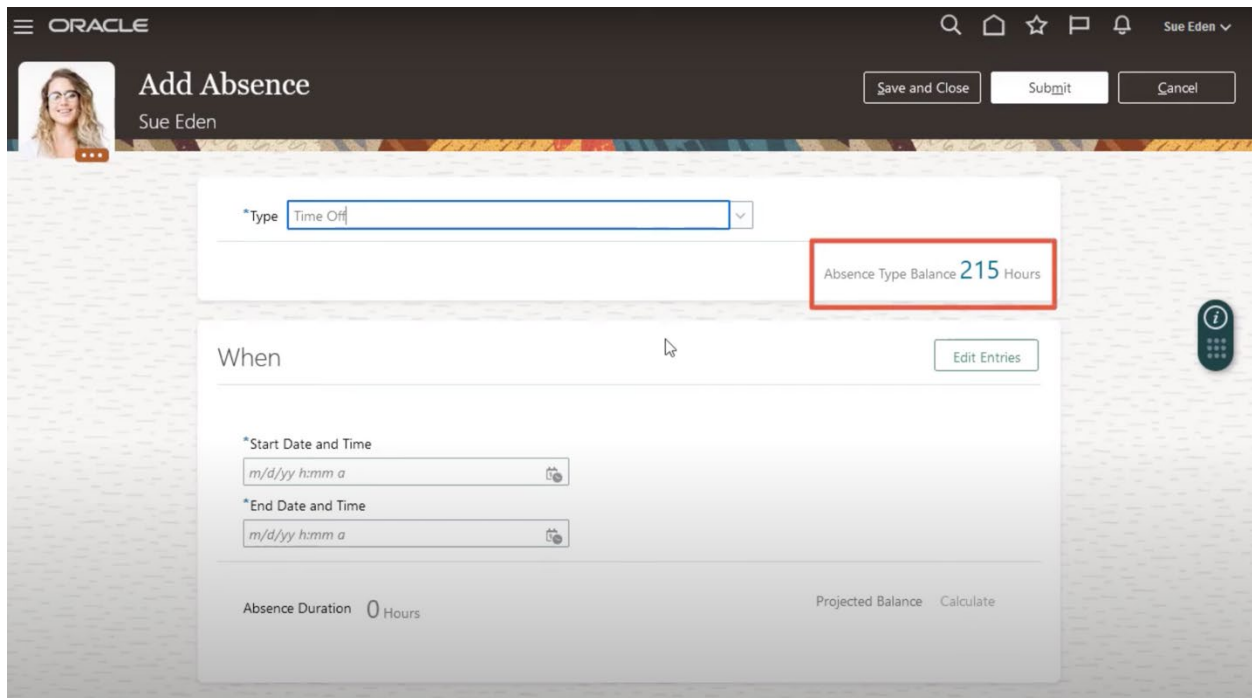 ORACLE
Sue Eden
Add Absence
Sue Eden
Save and Close
Submit
Cancel
*Type Time Off
Absence Type Balance 215 Hours
When
Edit Entries
*Start Date and Time
m/d/yy h:mm a
*End Date and Time
m/d/yy h:mm a
Absence Duration 0 Hours
Projected Balance Calculate